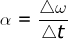 α = △ω / △t